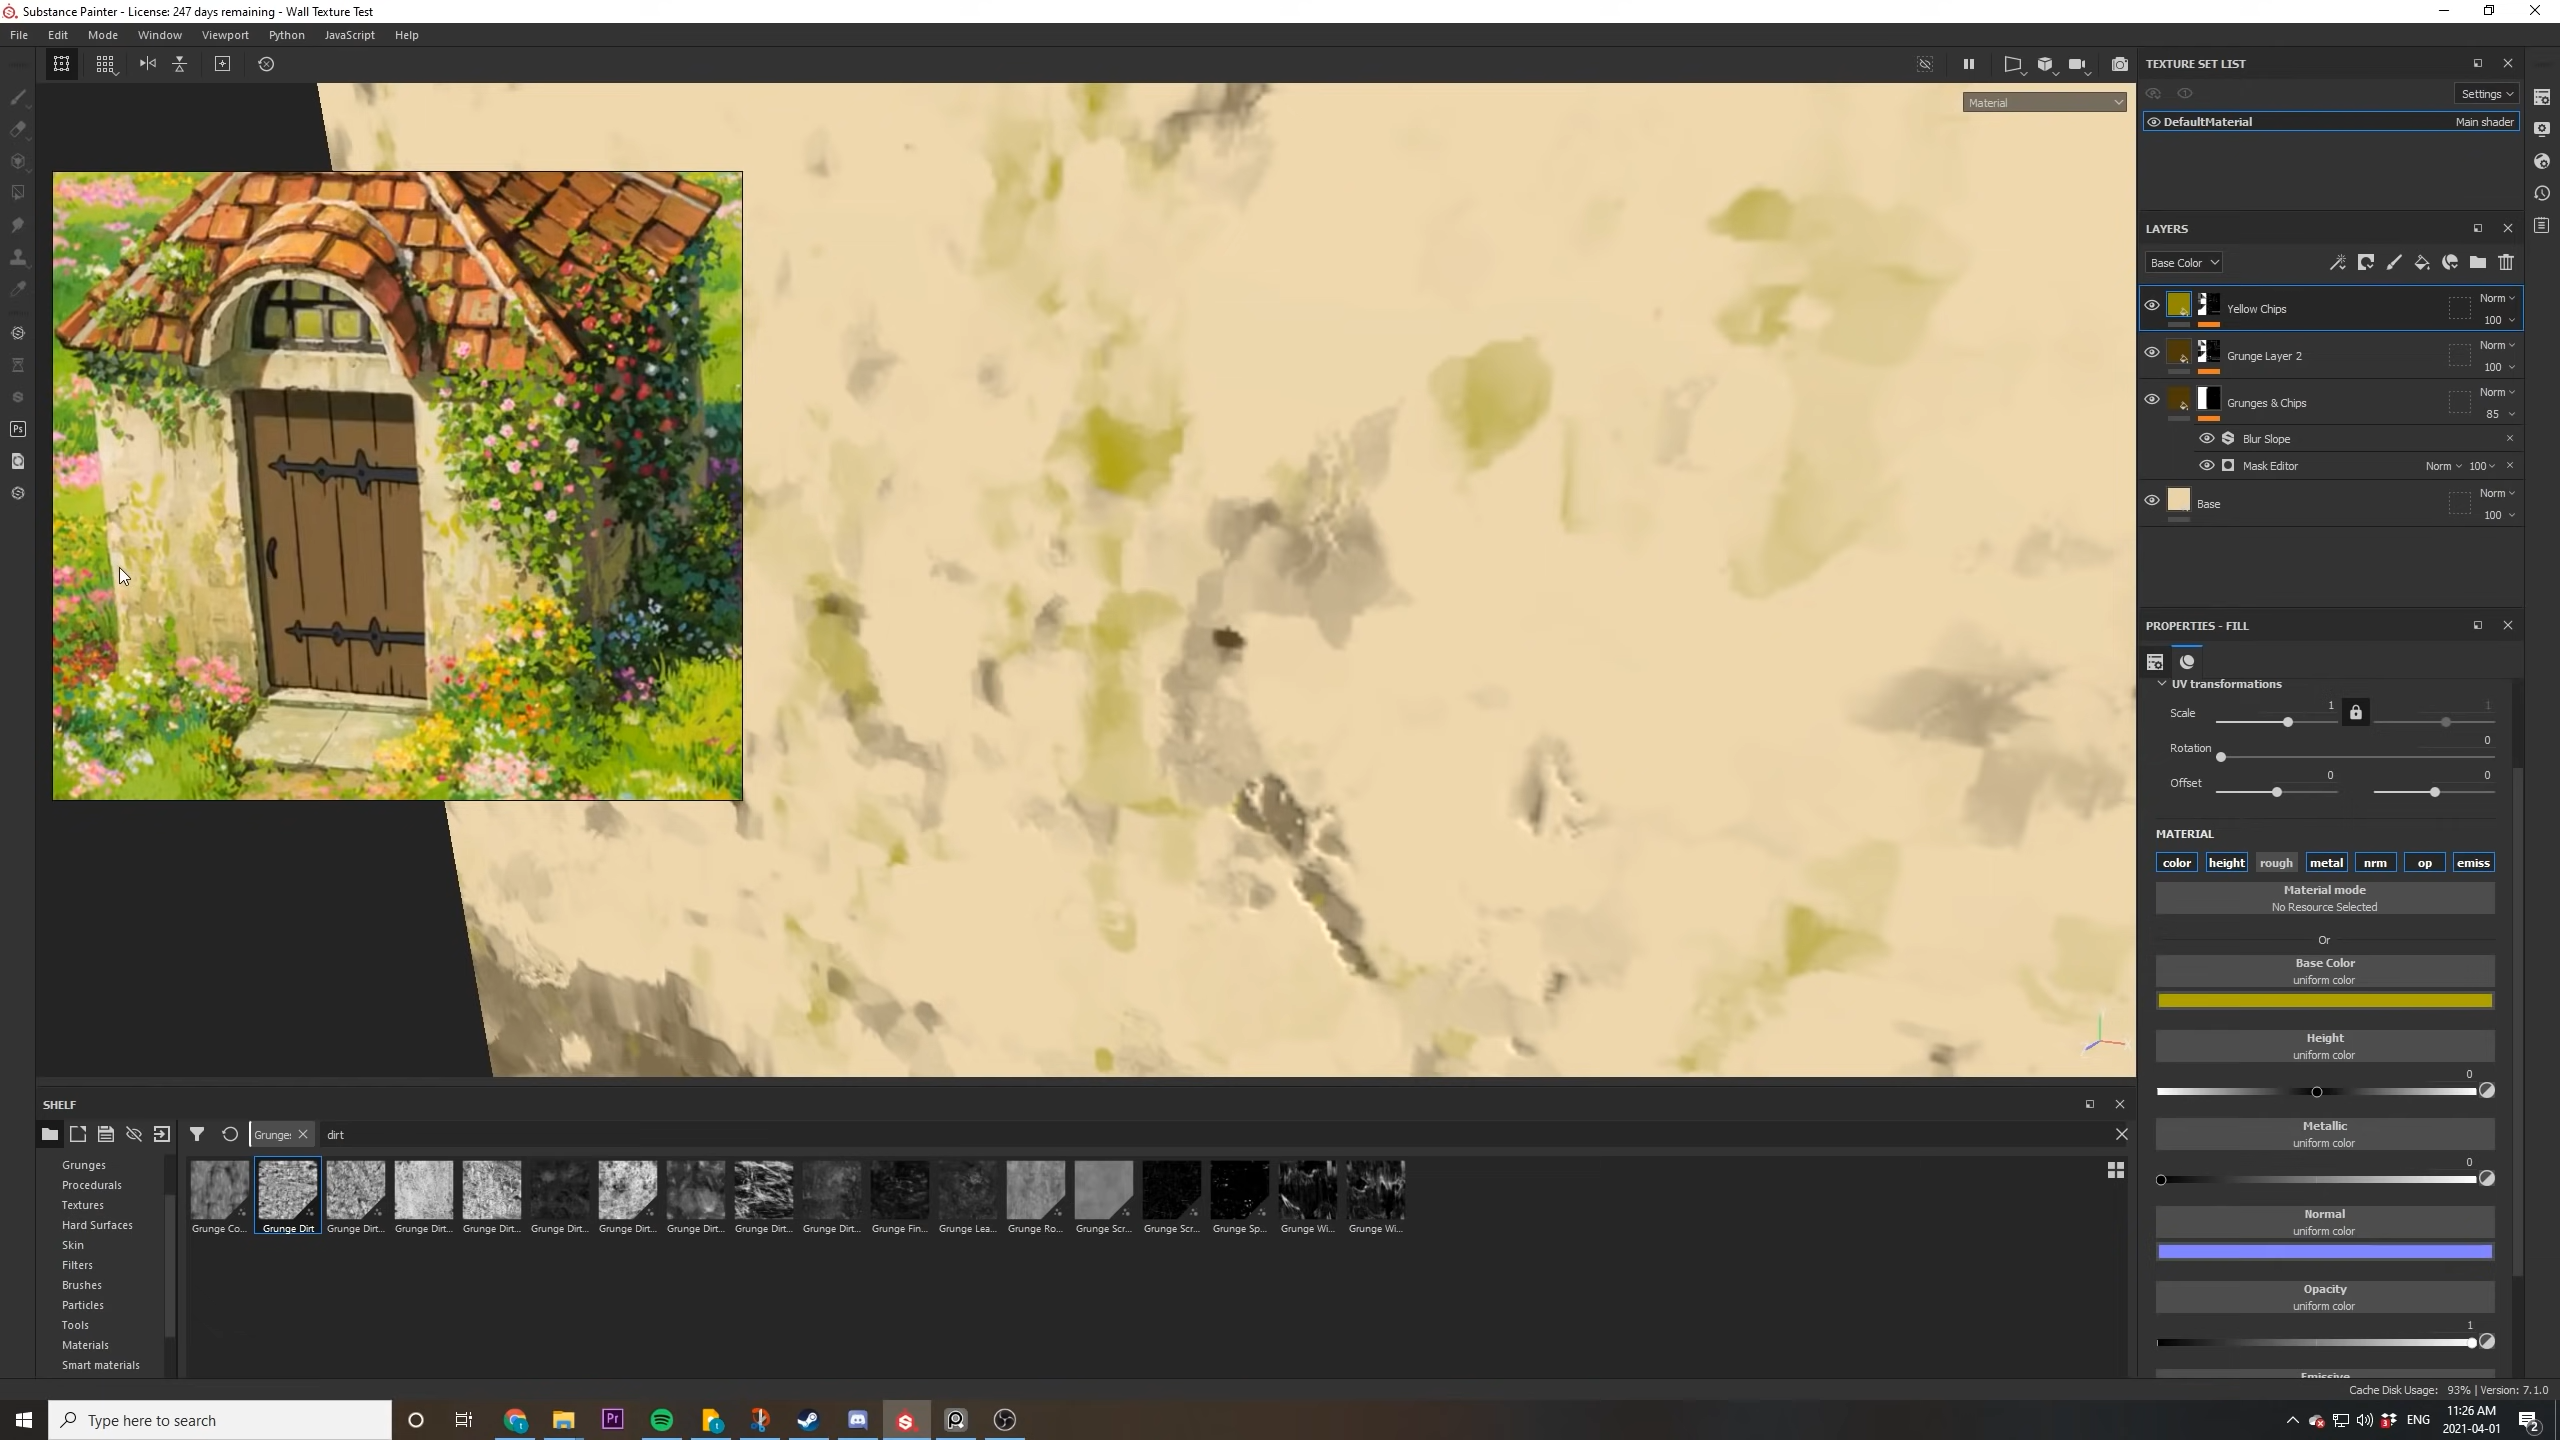 Substance Painter - License: 247 days remaining - Wall Texture Test
File Edit Mode Window Viewport Python JavaScript Help
Material
TEXTURE SET LIST
Settings
DefaultMaterial Main shader
LAYERS
Base Color
Yellow Chips Norm 100
Grunge Layer 2 Norm 100
Grunges & Chips Norm 85
Blur Slope
Mask Editor Norm 100
Base Norm 100
PROPERTIES - FILL
UV transformations
Scale 1 1
Rotation 0
Offset 0 0
MATERIAL
color height rough metal nrm op emiss
Material mode
No Resource Selected
Or
Base Color
uniform color
Height
uniform color
0
Metallic
uniform color
0
Normal
uniform color
Opacity
uniform color
1
Emissive
SHELF
Grunge: dirt
Grunges
Procedurals
Textures
Hard Surfaces
Skin
Filters
Brushes
Particles
Tools
Materials
Smart materials
Grunge Co... Grunge Dirt Grunge Dirt... Grunge Dirt... Grunge Dirt... Grunge Dirt... Grunge Dirt... Grunge Dirt... Grunge Dirt... Grunge Dirt... Grunge Fin... Grunge Lea... Grunge Ro... Grunge Scr... Grunge Scr... Grunge Sp... Grunge Wi... Grunge Wi...
Cache Disk Usage: 93% | Version: 7.1.0
Type here to search
Ps
Pr
ENG
11:26 AM
2021-04-01
2